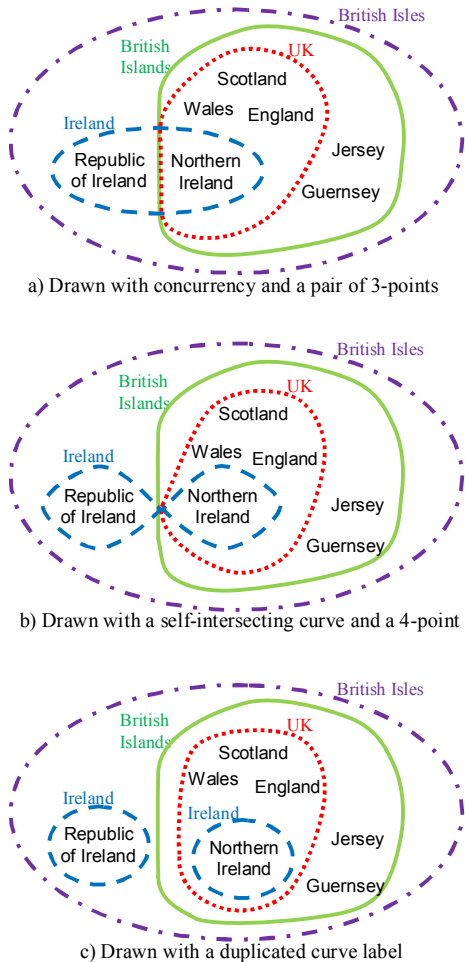 British Isles
British
Islands
UK
Scotland
Wales
England
Ireland
Republic
of Ireland
Northern
Ireland
Jersey
Guernsey
a) Drawn with concurrency and a pair of 3-points
British Isles
British
Islands
UK
Scotland
Wales
England
Ireland
Republic
of Ireland
Northern
Ireland
Jersey
Guernsey
b) Drawn with a self-intersecting curve and a 4-point
British Isles
British
Islands
UK
Scotland
Wales
England
Ireland
Ireland
Republic
of Ireland
Northern
Ireland
Jersey
Guernsey
c) Drawn with a duplicated curve label